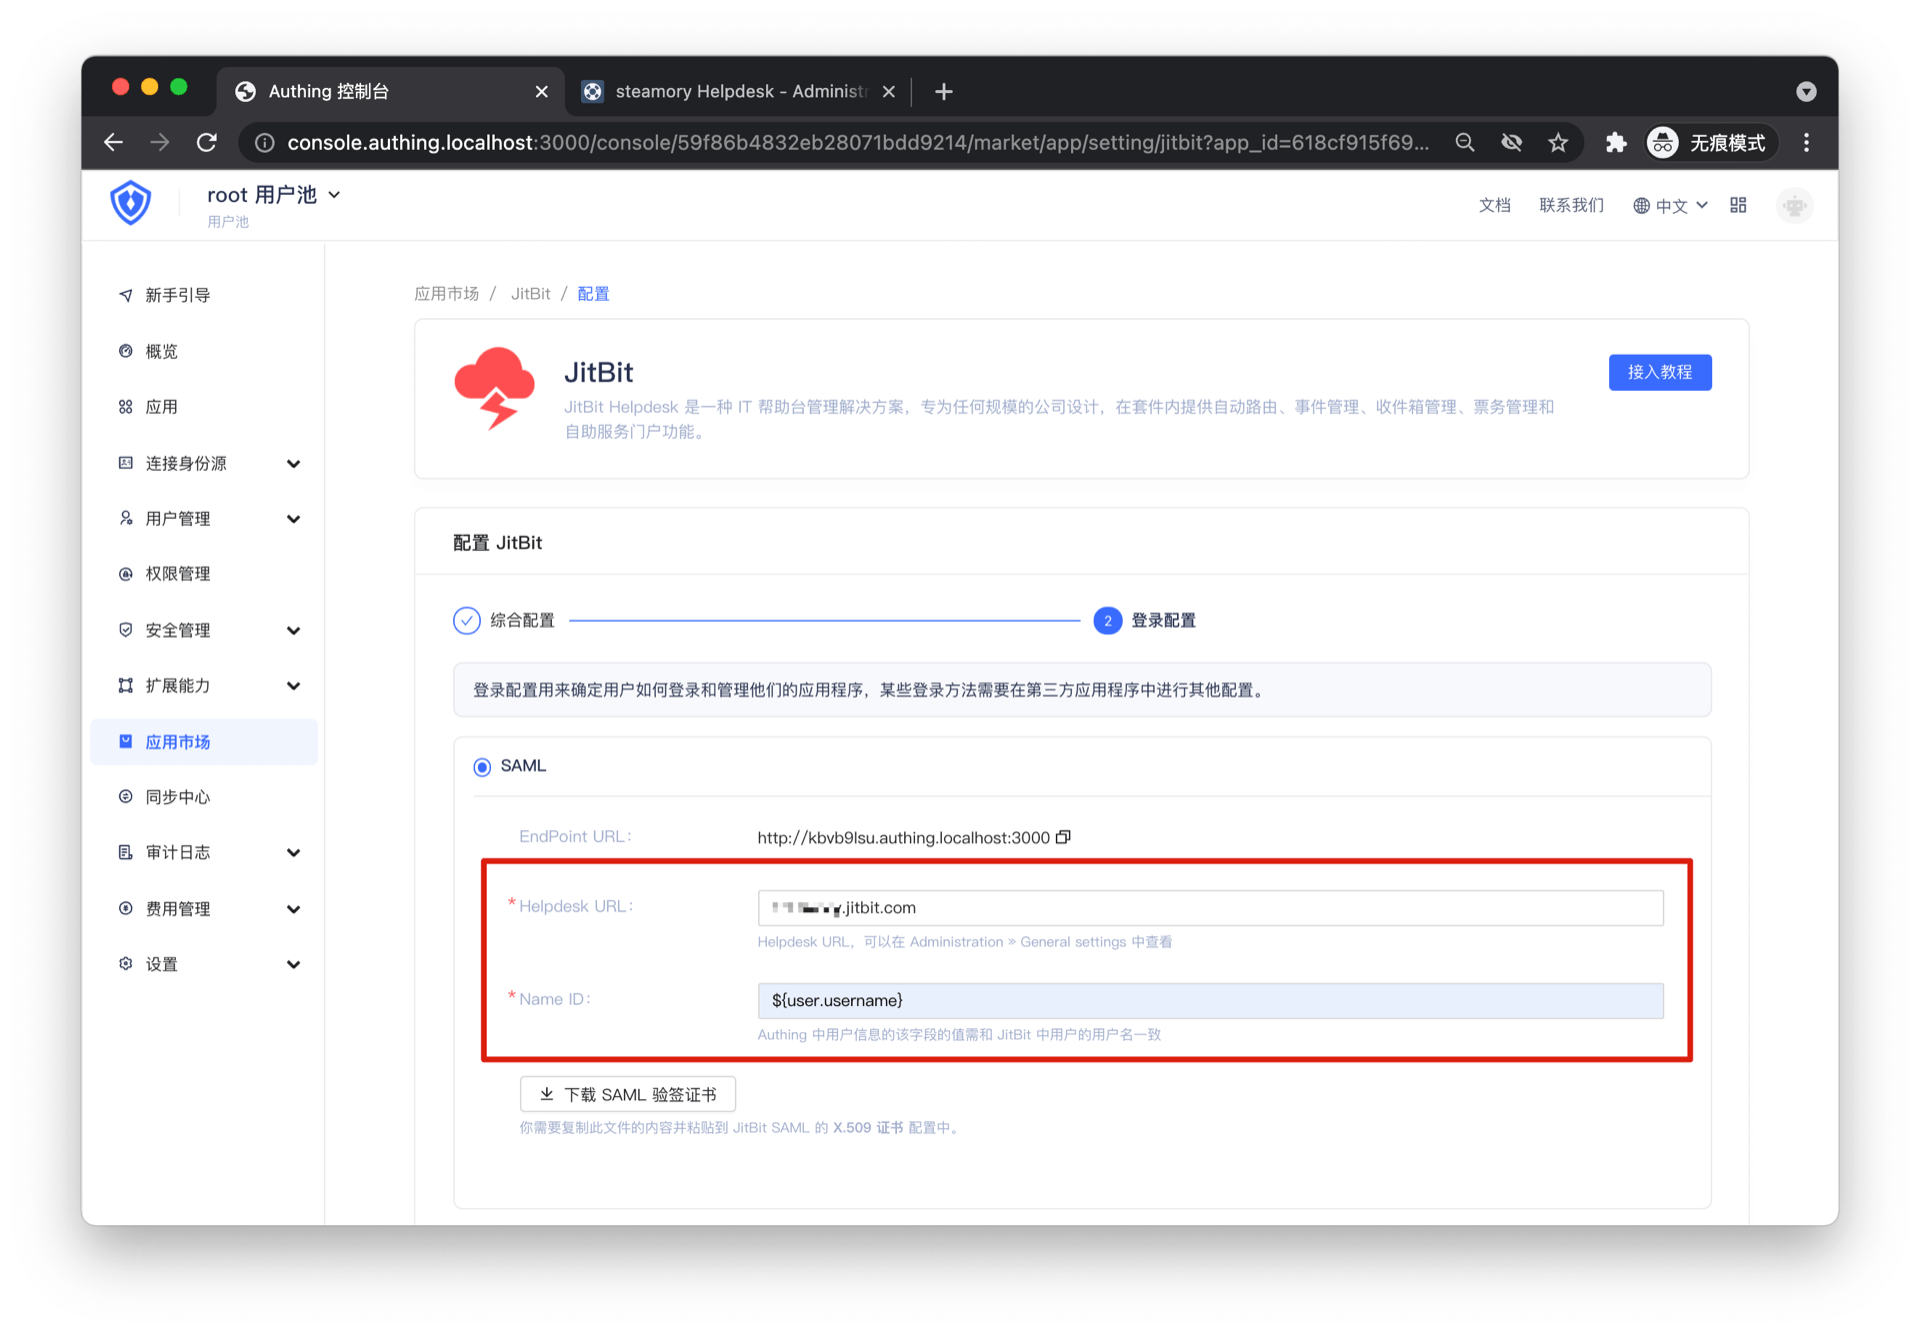 Authing 控制台
steamory Helpdesk - Administr
console.authing.localhost:3000/console/59f86b4832eb28071bdd9214/market/app/setting/jitbit?app_id=618cf915f69...
无痕模式
root 用户池
用户池
文档
联系我们
中文
新手引导
概览
应用
连接身份源
用户管理
权限管理
安全管理
扩展能力
应用市场
同步中心
审计日志
费用管理
设置
应用市场 / JitBit / 配置
JitBit
接入教程
JitBit Helpdesk 是一种 IT 帮助台管理解决方案，专为任何规模的公司设计，在套件内提供自动路由、事件管理、收件箱管理、票务管理和
自助服务门户功能。
配置 JitBit
综合配置
2 登录配置
登录配置用来确定用户如何登录和管理他们的应用程序，某些登录方法需要在第三方应用程序中进行其他配置。
SAML
EndPoint URL：
http://kbvb9lsu.authing.localhost:3000
* Helpdesk URL：
.jitbit.com
Helpdesk URL，可以在 Administration » General settings 中查看
* Name ID：
${user.username}
Authing 中用户信息的该字段的值需和 JitBit 中用户的用户名一致
下载 SAML 验签证书
你需要复制此文件的内容并粘贴到 JitBit SAML 的 X.509 证书 配置中。